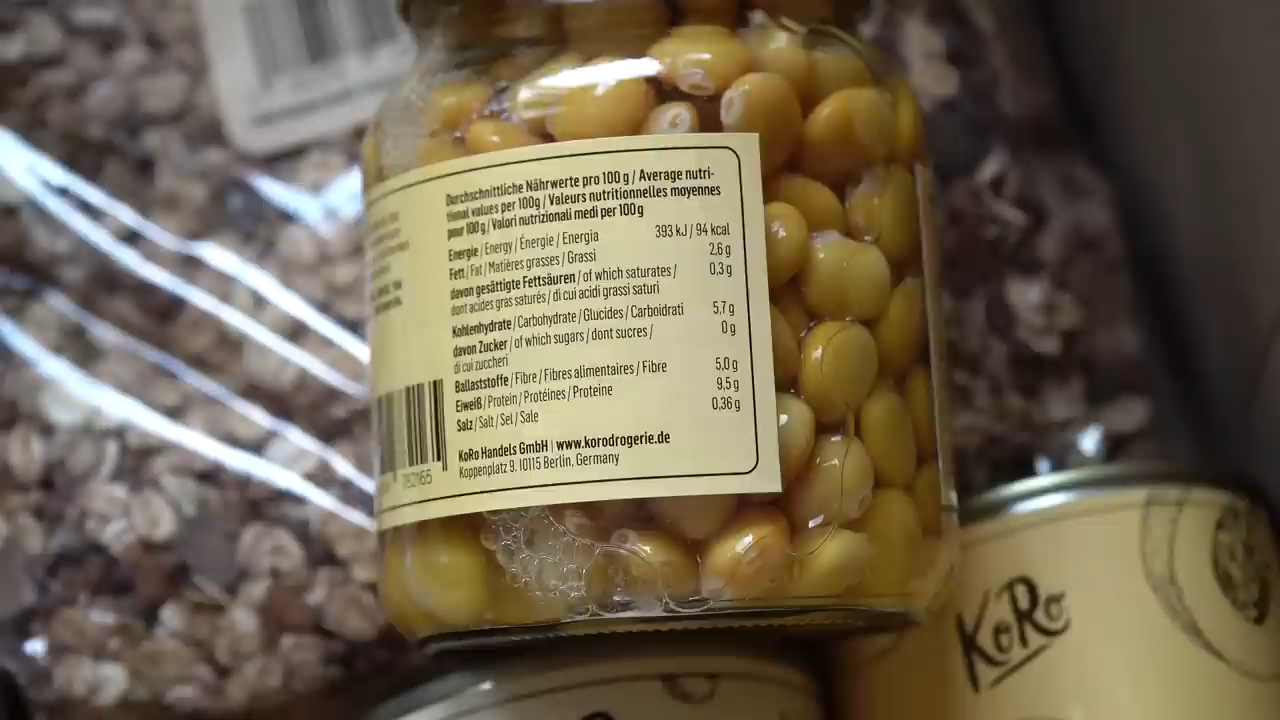 Durchschnittliche Nährwerte pro 100 g / Average nutri-
tional values per 100g / Valeurs nutritionnelles moyennes
pour 100 g / Valori nutrizionali medi per 100g
Energie / Energy / Énergie / Energia 393 kJ / 94 kcal
Fett / Fat / Matières grasses / Grassi 2,6 g
davon gesättigte Fettsäuren / of which saturates / 0,3 g
dont acides gras saturés / di cui acidi grassi saturi
Kohlenhydrate / Carbohydrate / Glucides / Carboidrati 5,7 g
davon Zucker / of which sugars / dont sucres / 0 g
di cui zuccheri
Ballaststoffe / Fibre / Fibres alimentaires / Fibre 5,0 g
Eiweiß / Protein / Protéines / Proteine 9,5 g
Salz / Salt / Sel / Sale 0,36 g
KoRo Handels GmbH | www.korodrogerie.de
Koppenplatz 9, 10115 Berlin, Germany
KoRo